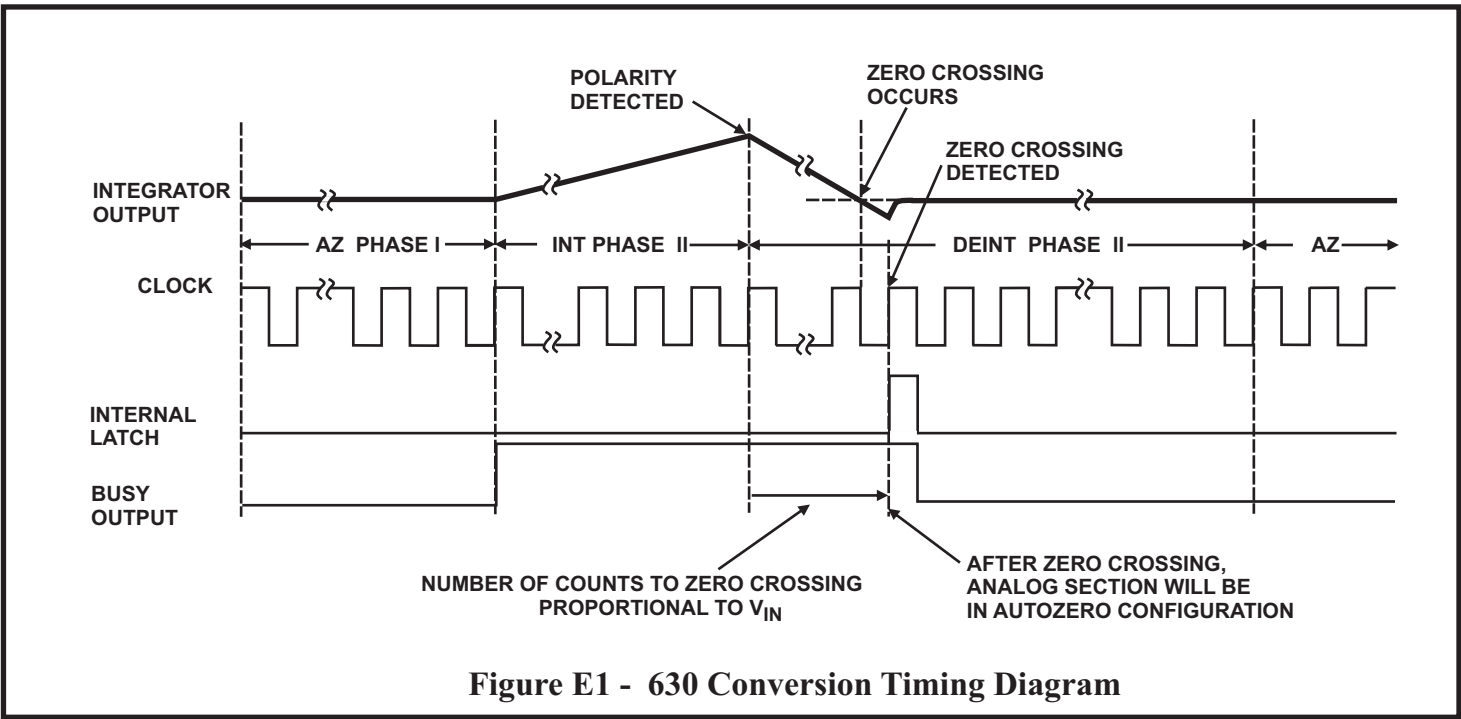 POLARITY
DETECTED
ZERO CROSSING
OCCURS
ZERO CROSSING
DETECTED
INTEGRATOR
OUTPUT
AZ PHASE I
INT PHASE II
DEINT PHASE II
AZ
CLOCK
INTERNAL
LATCH
BUSY
OUTPUT
NUMBER OF COUNTS TO ZERO CROSSING
PROPORTIONAL TO VIN
AFTER ZERO CROSSING,
ANALOG SECTION WILL BE
IN AUTOZERO CONFIGURATION
Figure E1 - 630 Conversion Timing Diagram